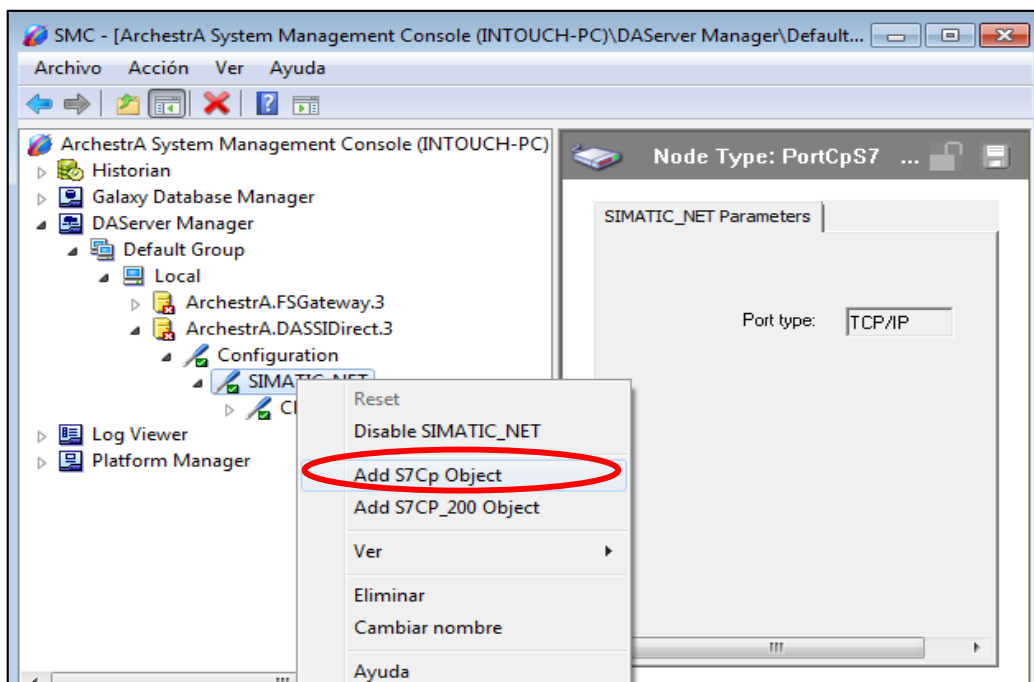 SMC - [ArchestrA System Management Console (INTOUCH-PC)\DAServer Manager\Default...
Archivo Acción Ver Ayuda
ArchestrA System Management Console (INTOUCH-PC)
Historian
Galaxy Database Manager
DAServer Manager
Default Group
Local
ArchestrA.FSGateway.3
ArchestrA.DASSIDirect.3
Configuration
SIMATIC_NET
Log Viewer
Platform Manager
Reset
Disable SIMATIC_NET
Add S7Cp Object
Add S7CP_200 Object
Ver
Eliminar
Cambiar nombre
Ayuda
Node Type: PortCpS7 ...
SIMATIC_NET Parameters
Port type: TCP/IP